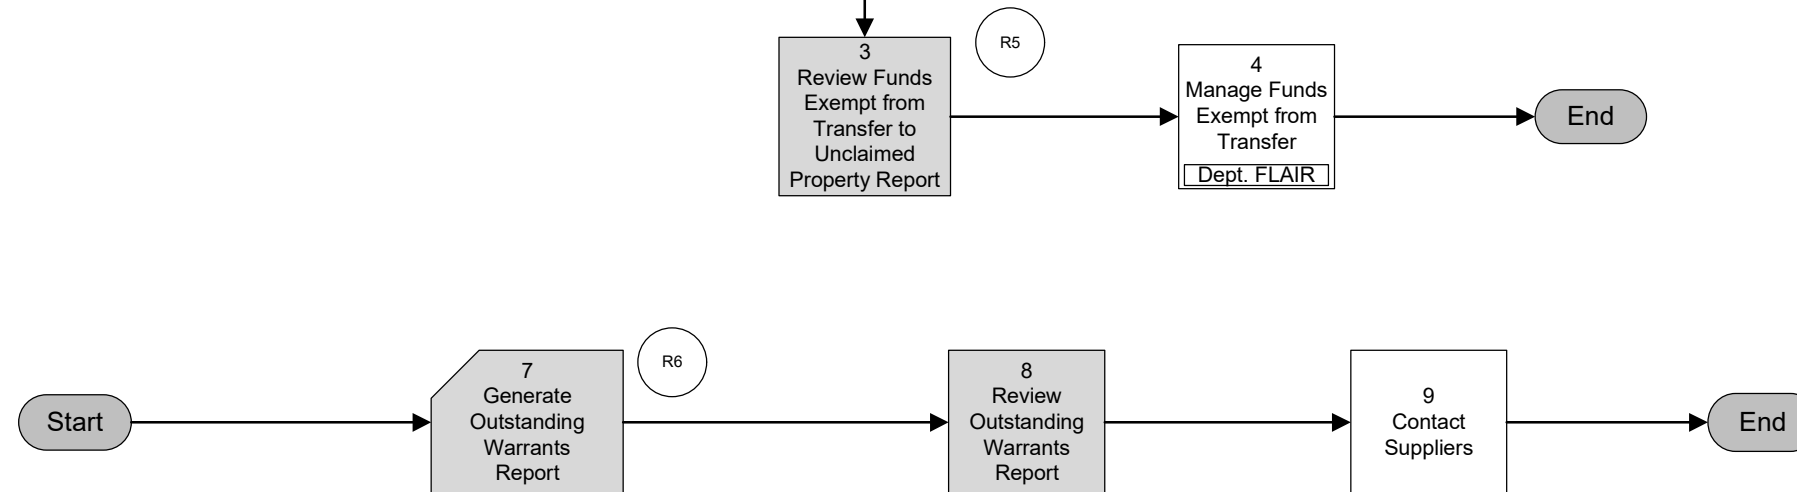 3
Review Funds
Exempt from
Transfer to
Unclaimed
Property Report
R5
4
Manage Funds
Exempt from
Transfer
Dept. FLAIR
End
Start
7
Generate
Outstanding
Warrants
Report
R6
8
Review
Outstanding
Warrants
Report
9
Contact
Suppliers
End